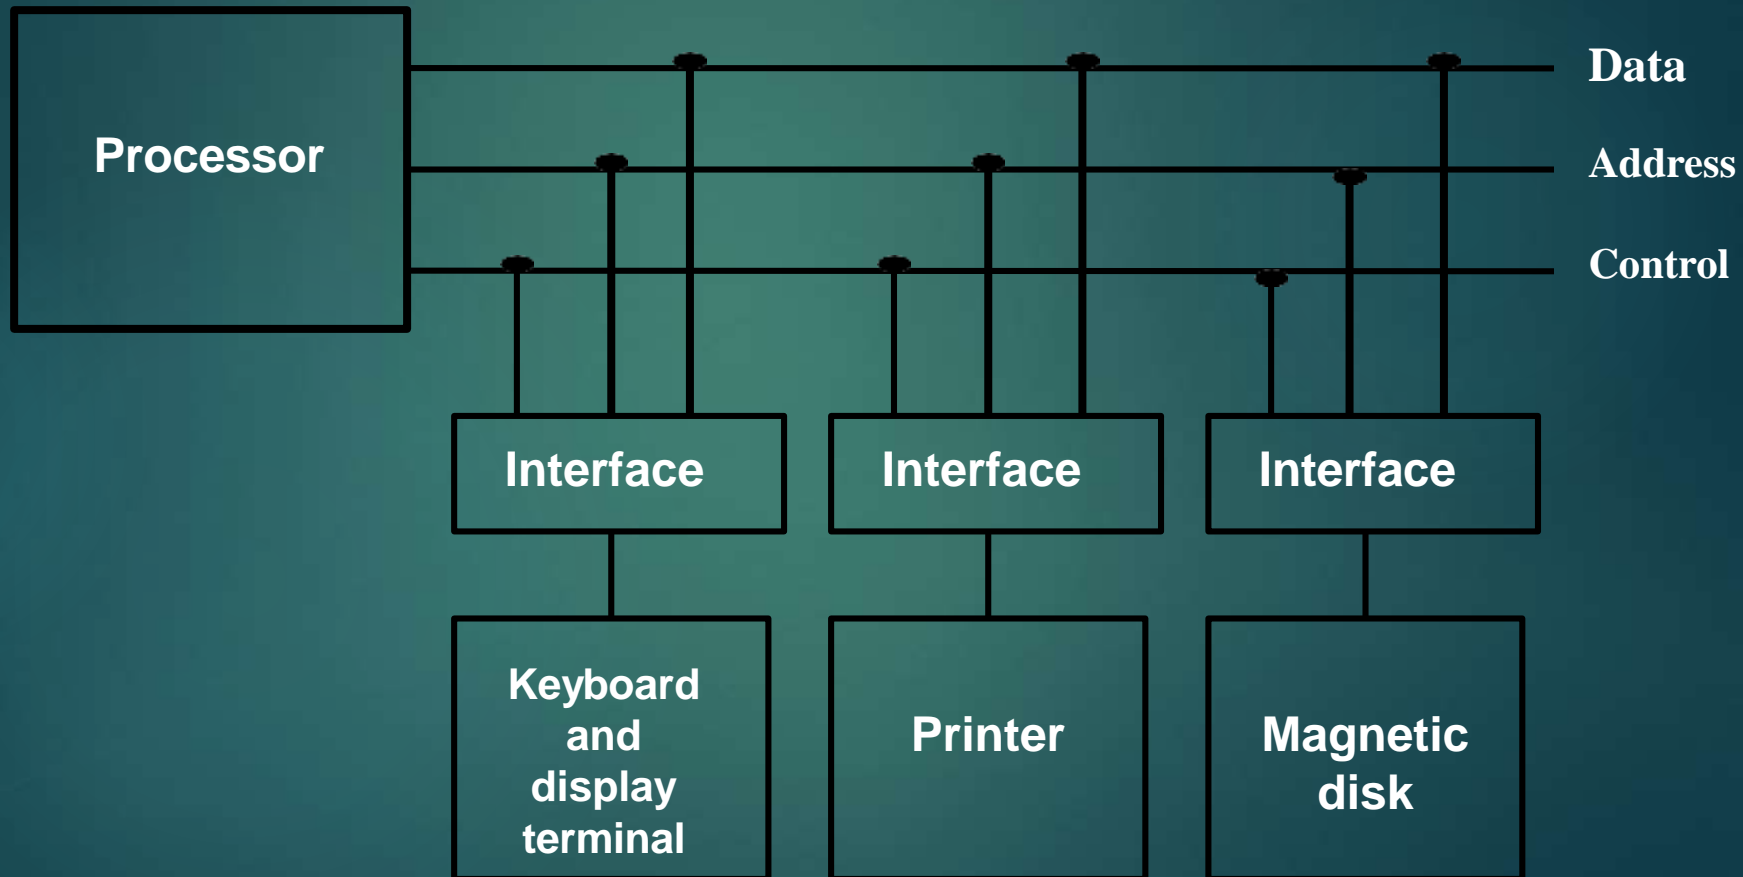 Data
Processor
Address
Control
Interface
Interface
Interface
Keyboard
and
display
terminal
Printer
Magnetic
disk